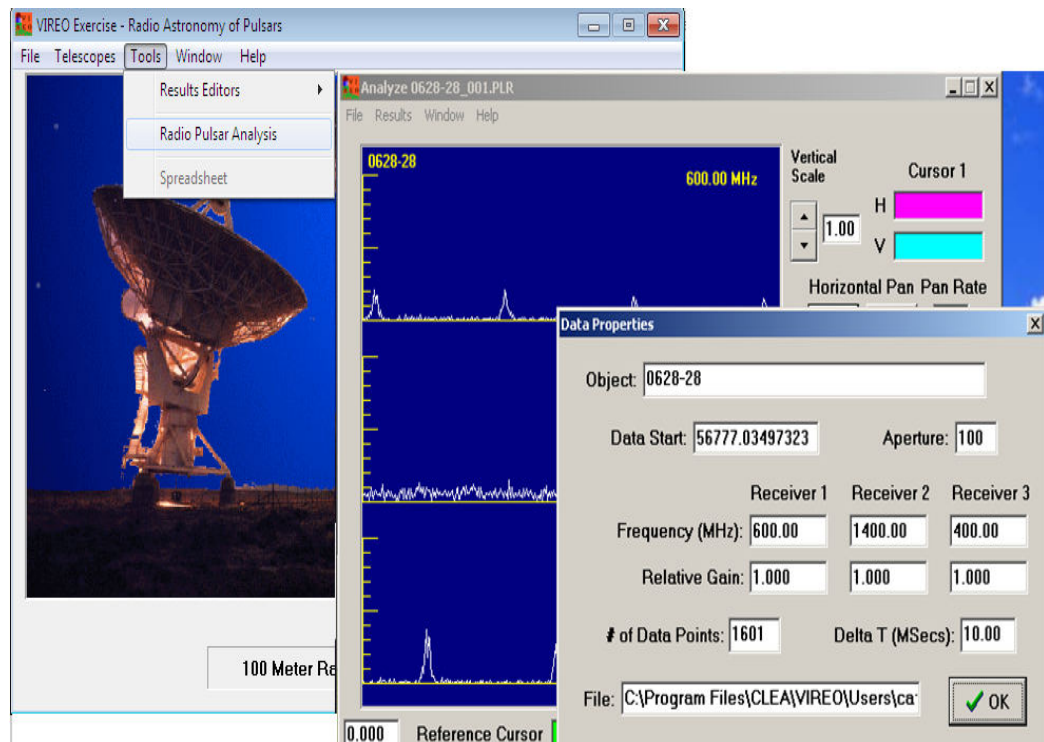 VIREO Exercise - Radio Astronomy of Pulsars
File Telescopes Tools Window Help
Results Editors
Radio Pulsar Analysis
Spreadsheet
Analyze 0628-28_001.PLR
File Results Window Help
0628-28
600.00 MHz
Vertical Scale
1.00
Cursor 1
H
V
Horizontal Pan Pan Rate
Data Properties
Object: 0628-28
Data Start: 56777.03497323 Aperture: 100
Receiver 1 Receiver 2 Receiver 3
Frequency (MHz): 600.00 1400.00 400.00
Relative Gain: 1.000 1.000 1.000
# of Data Points: 1601 Delta T (MSecs): 10.00
File: C:\Program Files\CLEA\VIREO\Users\ca
OK
100 Meter Ra
0.000 Reference Cursor